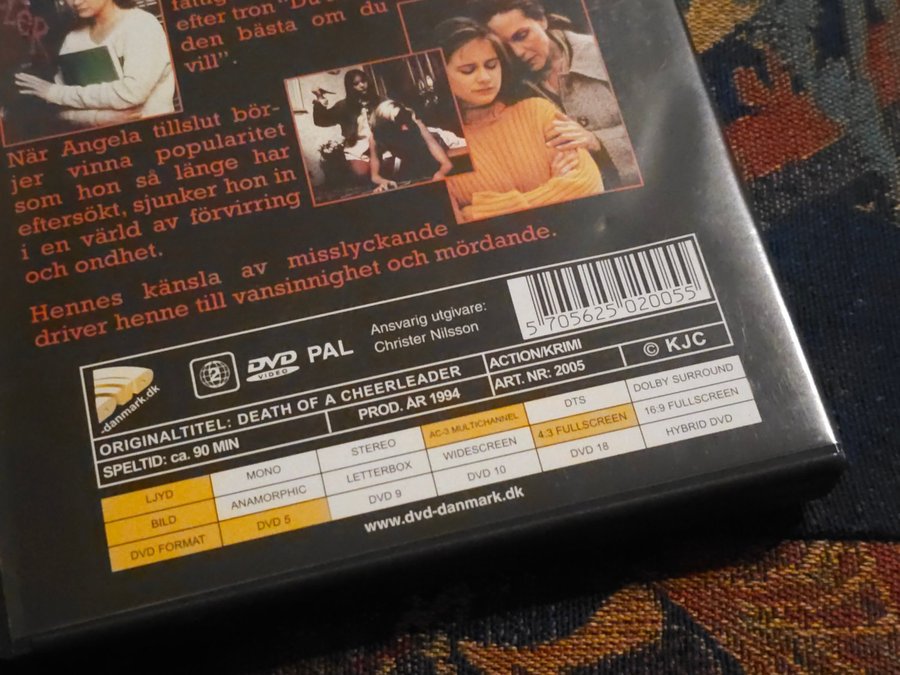 efter tron "Du
den bästa om du
vill".
När Angela tillslut bör-
jer vinna popularitet
som hon så länge har
eftersökt, sjunker hon in
i en värld av förvirring
och ondhet.
Hennes känsla av misslyckande
driver henne till vansinnighet och mördande.
-danmark.dk
2
DVD VIDEO PAL
Ansvarig utgivare:
Christer Nilsson
5 705625 020055
ORIGINALTITEL: DEATH OF A CHEERLEADER
ACTION/KRIMI
© KJC
SPELTID: ca. 90 MIN
PROD. ÅR 1994
ART. NR: 2005
LJYD MONO STEREO AC-3 MULTICHANNEL DTS DOLBY SURROUND
BILD ANAMORPHIC LETTERBOX WIDESCREEN 4:3 FULLSCREEN 16:9 FULLSCREEN
DVD FORMAT DVD 5 DVD 9 DVD 10 DVD 18 HYBRID DVD
www.dvd-danmark.dk